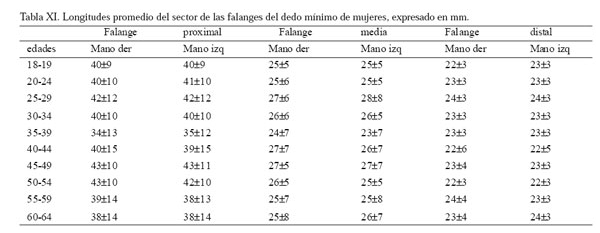 Tabla XI. Longitudes promedio del sector de las falanges del dedo mínimo de mujeres, expresado en mm.
Falange proximal Falange media Falange distal
edades Mano der Mano izq Mano der Mano izq Mano der Mano izq
18-19 40±9 40±9 25±5 25±5 22±3 23±3
20-24 40±10 41±10 25±6 25±5 23±3 23±3
25-29 42±12 42±12 27±6 28±8 24±3 24±3
30-34 40±10 40±10 26±6 26±5 23±3 23±3
35-39 34±13 35±12 24±7 23±7 23±3 23±3
40-44 40±15 39±15 27±7 26±7 22±6 22±5
45-49 43±10 43±11 27±5 27±7 23±4 23±3
50-54 43±10 42±10 26±5 25±5 22±3 22±3
55-59 39±14 38±13 25±7 25±8 24±4 23±3
60-64 38±14 38±14 25±8 26±7 23±4 24±3